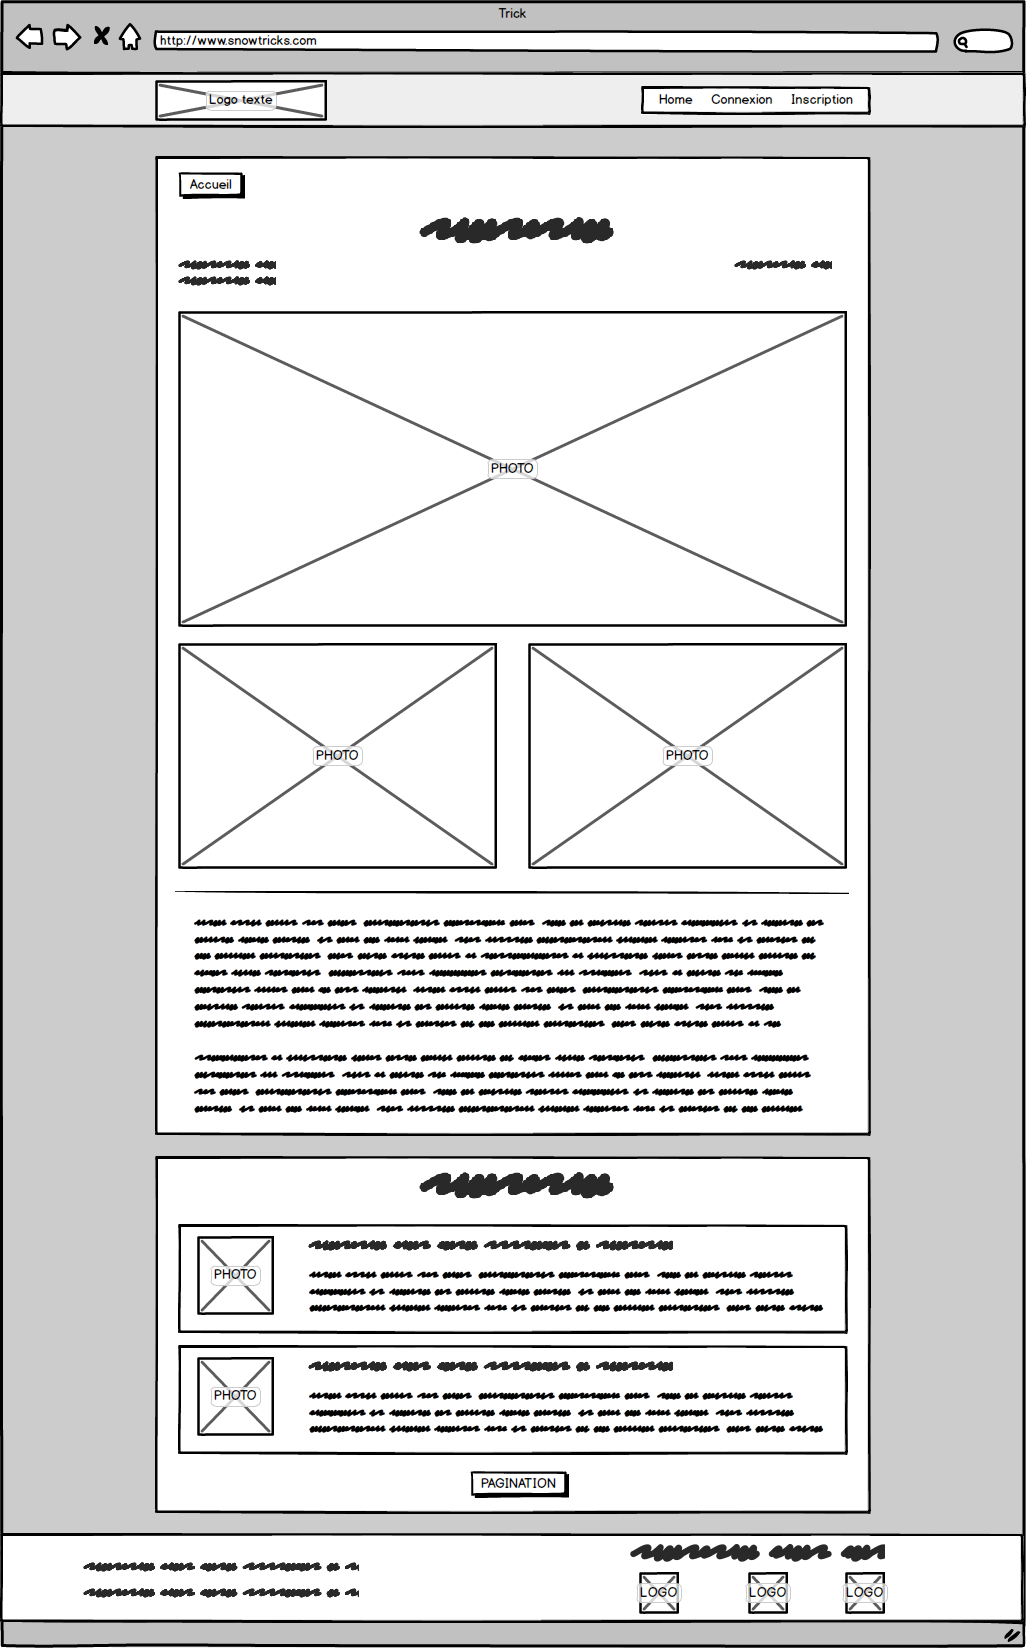 Trick
http://www.snowtricks.com
Logo texte
Home Connexion Inscription
Accueil
PHOTO
PHOTO PHOTO
PHOTO
PHOTO
PAGINATION
LOGO LOGO LOGO